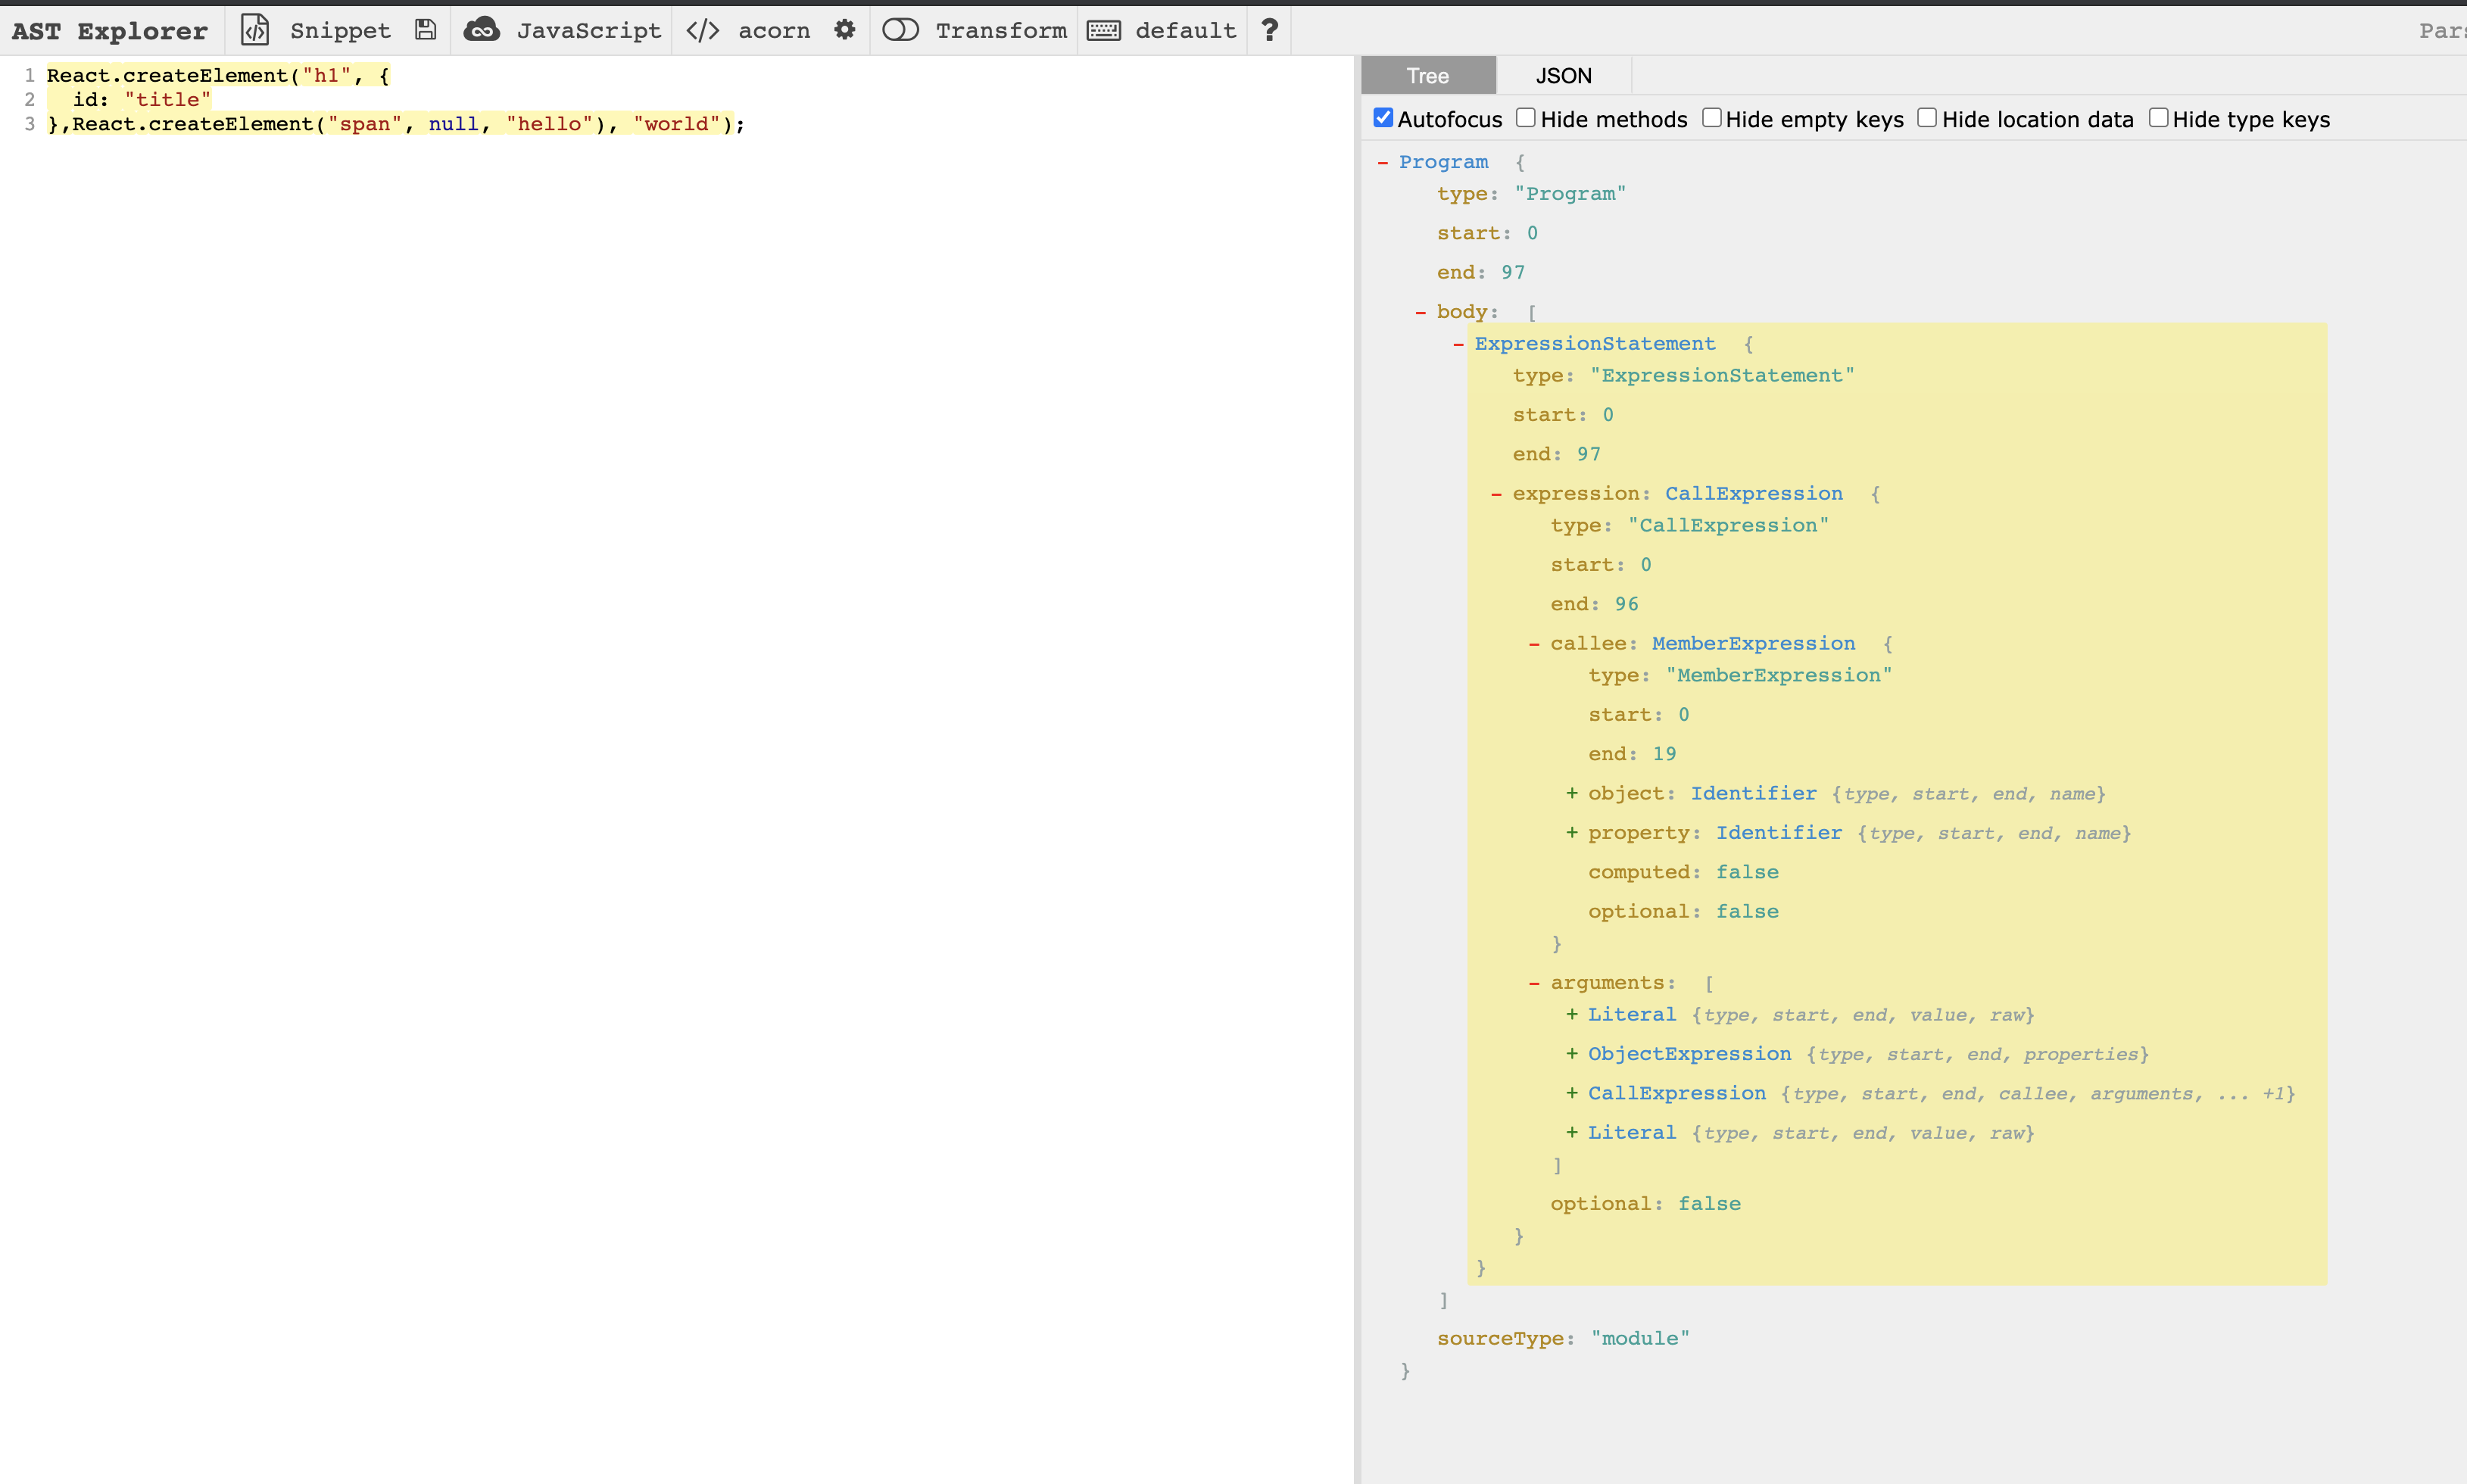 AST Explorer Snippet JavaScript </> acorn Transform default ? Pars
1 React.createElement("h1", {
2   id: "title"
3 },React.createElement("span", null, "hello"), "world");
Tree JSON
Autofocus Hide methods Hide empty keys Hide location data Hide type keys
- Program {
type: "Program"
start: 0
end: 97
- body: [
- ExpressionStatement {
type: "ExpressionStatement"
start: 0
end: 97
- expression: CallExpression {
type: "CallExpression"
start: 0
end: 96
- callee: MemberExpression {
type: "MemberExpression"
start: 0
end: 19
+ object: Identifier {type, start, end, name}
+ property: Identifier {type, start, end, name}
computed: false
optional: false
}
- arguments: [
+ Literal {type, start, end, value, raw}
+ ObjectExpression {type, start, end, properties}
+ CallExpression {type, start, end, callee, arguments, ... +1}
+ Literal {type, start, end, value, raw}
]
optional: false
}
}
]
sourceType: "module"
}